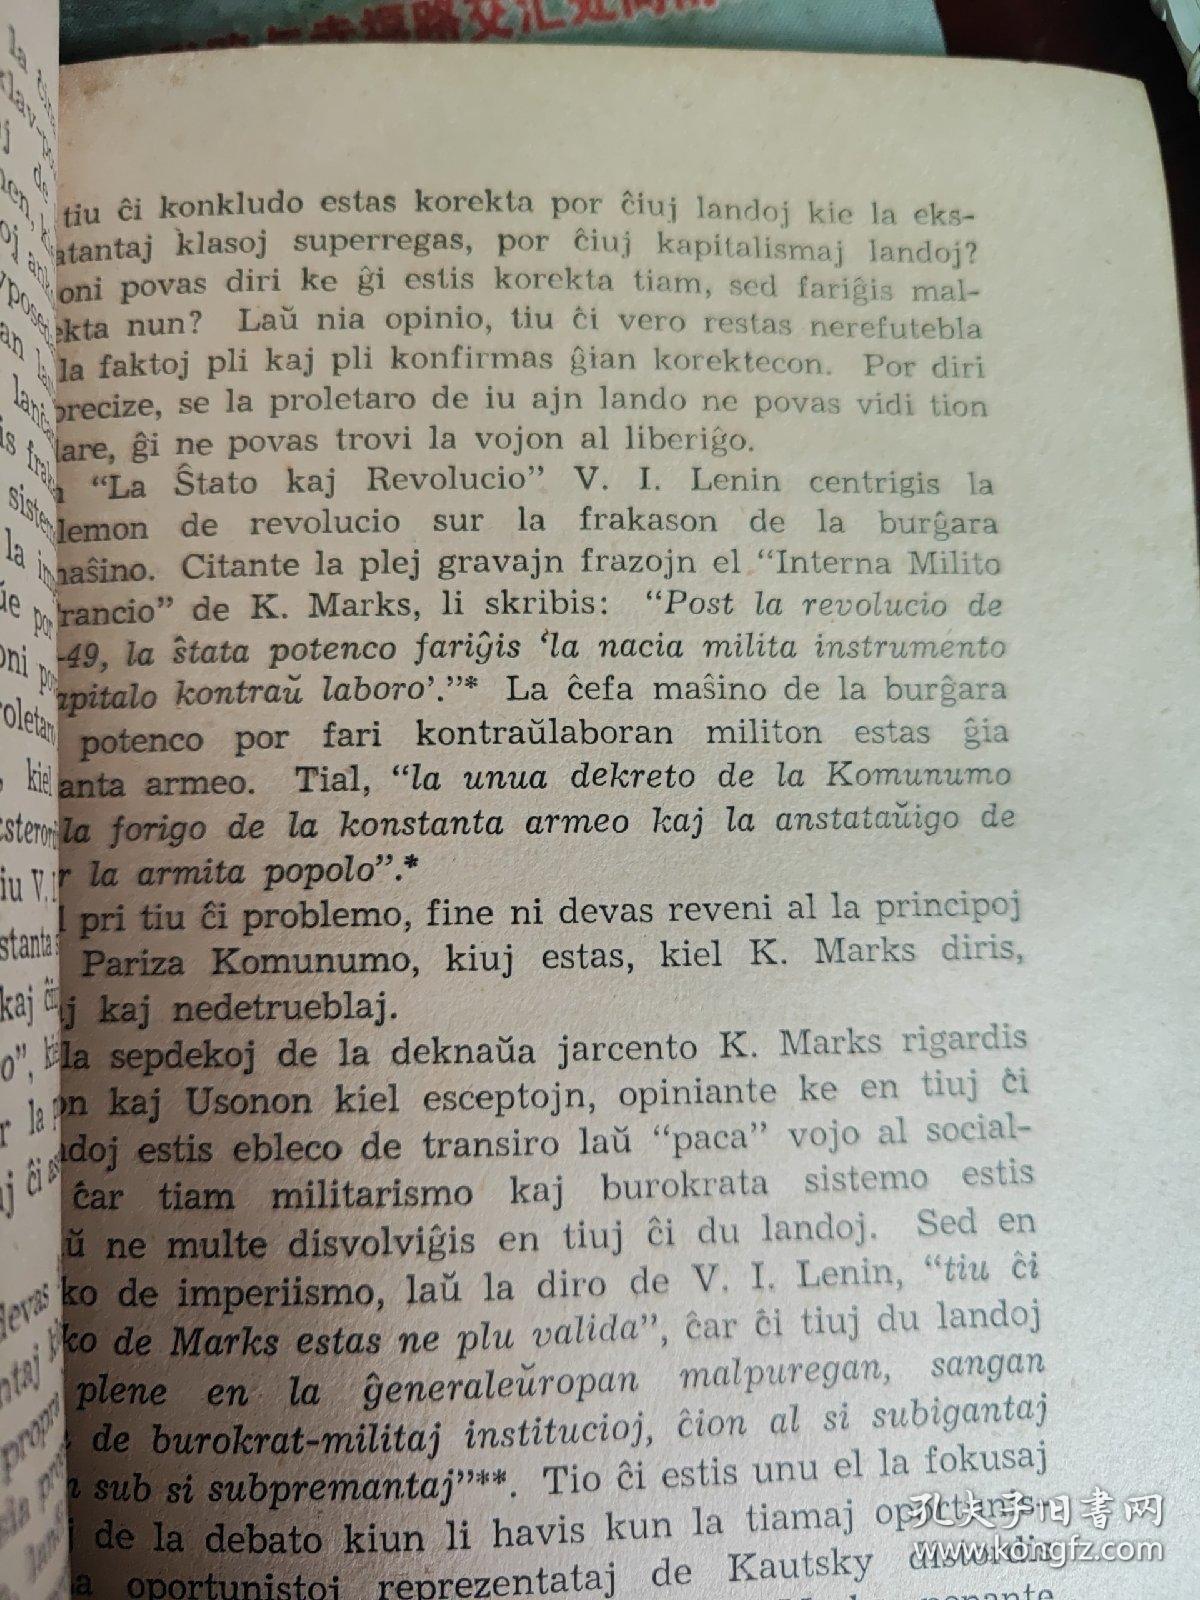 tiu ĉi konkludo estas korekta por ĉiuj landoj kie la eks-
atantaj klasoj superregas, por ĉiuj kapitalismaj landoj?
oni povas diri ke ĝi estis korekta tiam, sed fariĝis mal-
ekta nun? Laŭ nia opinio, tiu ĉi vero restas nerefutebla
la faktoj pli kaj pli konfirmas ĝian korektecon. Por diri
precize, se la proletaro de iu ajn lando ne povas vidi tion
lare, ĝi ne povas trovi la vojon al liberiĝo.
“La Ŝtato kaj Revolucio” V. I. Lenin centrigis la
lemon de revolucio sur la frakason de la burĝara
maŝino. Citante la plej gravajn frazojn el “Interna Milito
rancio” de K. Marks, li skribis: “Post la revolucio de
-49, la ŝtata potenco fariĝis ‘la nacia milita instrumento
apitalo kontraŭ laboro’.”* La ĉefa maŝino de la burĝara
potenco por fari kontraŭlaboran militon estas ĝia
anta armeo. Tial, “la unua dekreto de la Komunumo
la forigo de la konstanta armeo kaj la anstataŭigo de
r la armita popolo”.*
pri tiu ĉi problemo, fine ni devas reveni al la principoj
Pariza Komunumo, kiuj estas, kiel K. Marks diris,
j kaj nedetrueblaj.
la sepdekoj de la deknaŭa jarcento K. Marks rigardis
on kaj Usonon kiel esceptojn, opiniante ke en tiuj ĉi
doj estis ebleco de transiro laŭ “paca” vojo al social-
ĉar tiam militarismo kaj burokrata sistemo estis
ŭ ne multe disvolviĝis en tiuj ĉi du landoj. Sed en
ko de imperiismo, laŭ la diro de V. I. Lenin, “tiu ĉi
ko de Marks estas ne plu valida”, ĉar ĉi tiuj du landoj
plene en la ĝeneraleŭropan malpuregan, sangan
de burokrat-militaj institucioj, ĉion al si subigantaj
sub si subpremantaj”**. Tio ĉi estis unu el la fokusaj
j de la debato kiun li havis kun la tiamaj oportunis-
a oportunistoj reprezentataj de Kautsky
孔夫子旧书网
www.kongfz.com